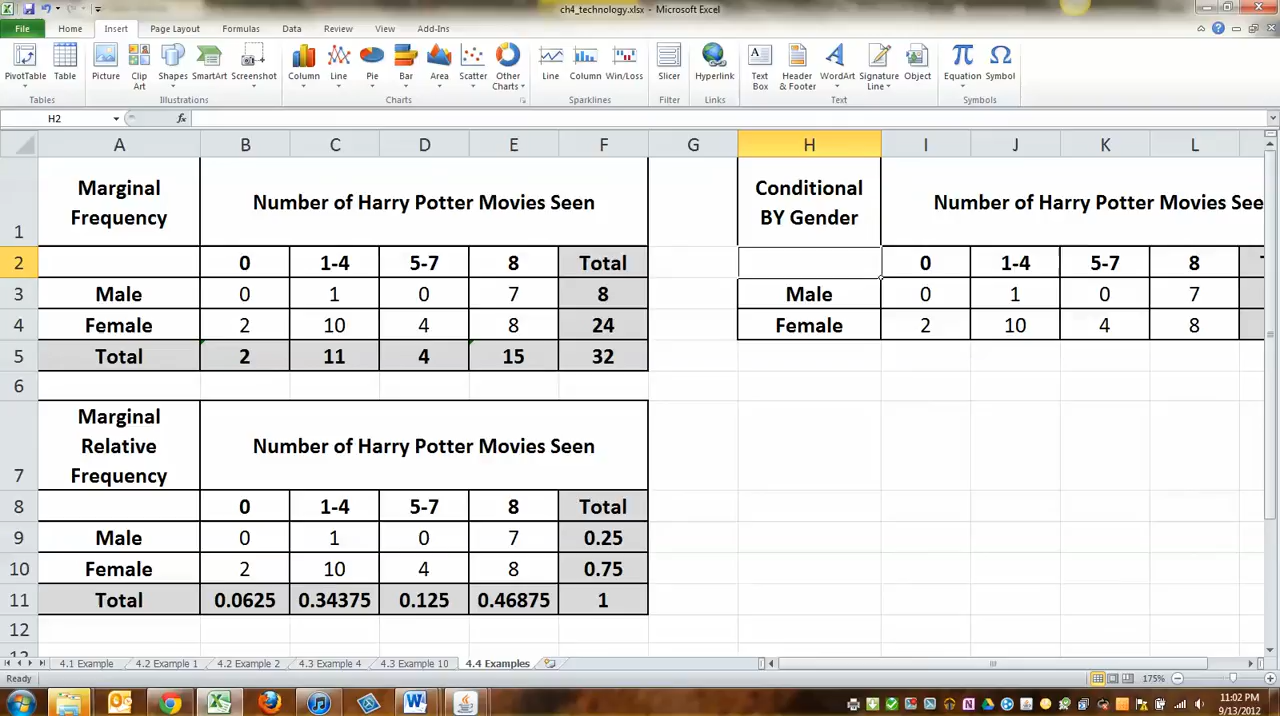 ch4_technology.xlsx - Microsoft Excel
File Home Insert Page Layout Formulas Data Review View Add-Ins
PivotTable Table Picture Clip Art Shapes SmartArt Screenshot Column Line Pie Bar Area Scatter Other Charts Line Column Win/Loss Slicer Hyperlink Text Box Header & Footer WordArt Signature Line Object Equation Symbol
Tables Illustrations Charts Sparklines Filter Links Text Symbols
H2 fx
A B C D E F G H I J K L
1 Marginal Frequency Number of Harry Potter Movies Seen Conditional BY Gender Number of Harry Potter Movies See
2 0 1-4 5-7 8 Total 0 1-4 5-7 8
3 Male 0 1 0 7 8 Male 0 1 0 7
4 Female 2 10 4 8 24 Female 2 10 4 8
5 Total 2 11 4 15 32
6
7 Marginal Relative Frequency Number of Harry Potter Movies Seen
8 0 1-4 5-7 8 Total
9 Male 0 1 0 7 0.25
10 Female 2 10 4 8 0.75
11 Total 0.0625 0.34375 0.125 0.46875 1
12
4.1 Example 4.2 Example 1 4.2 Example 2 4.3 Example 4 4.3 Example 10 4.4 Examples
Ready 175%
11:02 PM
9/13/2012